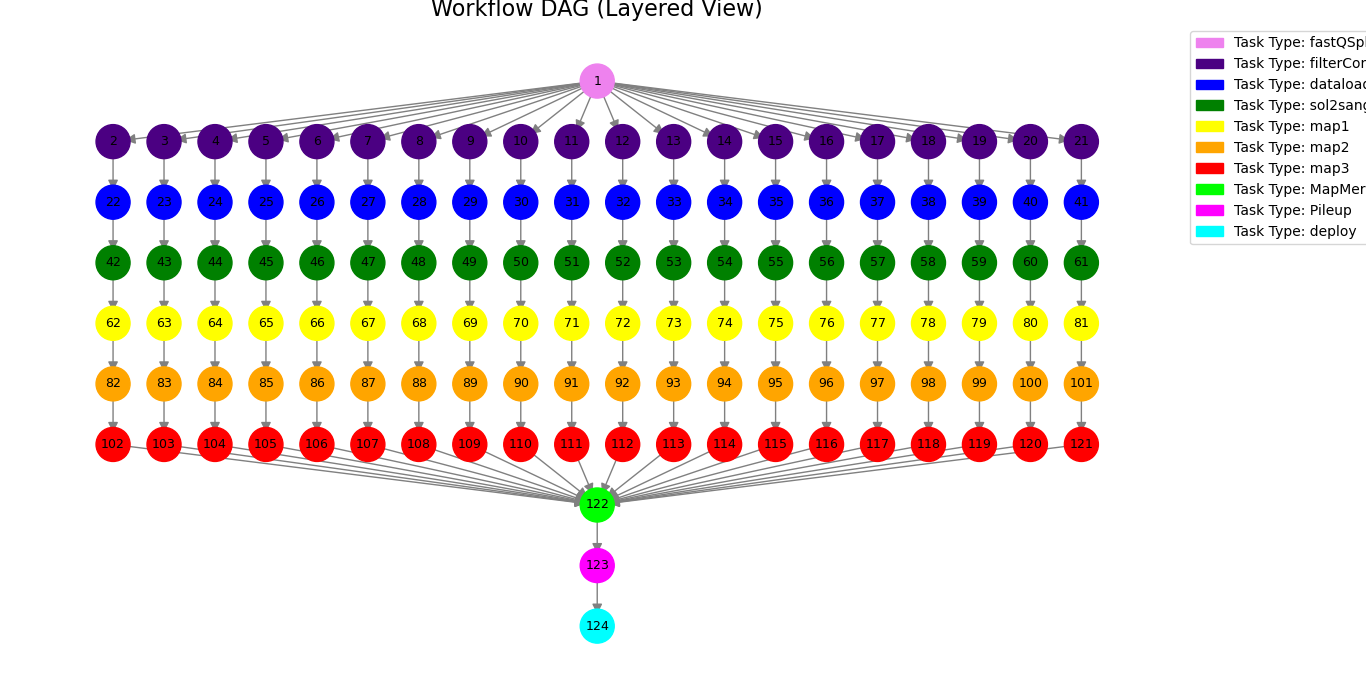 Workflow DAG (Layered View)
Task Type: fastQSpl
Task Type: filterCon
Task Type: dataload
Task Type: sol2sang
Task Type: map1
Task Type: map2
Task Type: map3
Task Type: MapMer
Task Type: Pileup
Task Type: deploy
1
2 3 4 5 6 7 8 9 10 11 12 13 14 15 16 17 18 19 20 21
22 23 24 25 26 27 28 29 30 31 32 33 34 35 36 37 38 39 40 41
42 43 44 45 46 47 48 49 50 51 52 53 54 55 56 57 58 59 60 61
62 63 64 65 66 67 68 69 70 71 72 73 74 75 76 77 78 79 80 81
82 83 84 85 86 87 88 89 90 91 92 93 94 95 96 97 98 99 100 101
102 103 104 105 106 107 108 109 110 111 112 113 114 115 116 117 118 119 120 121
122
123
124